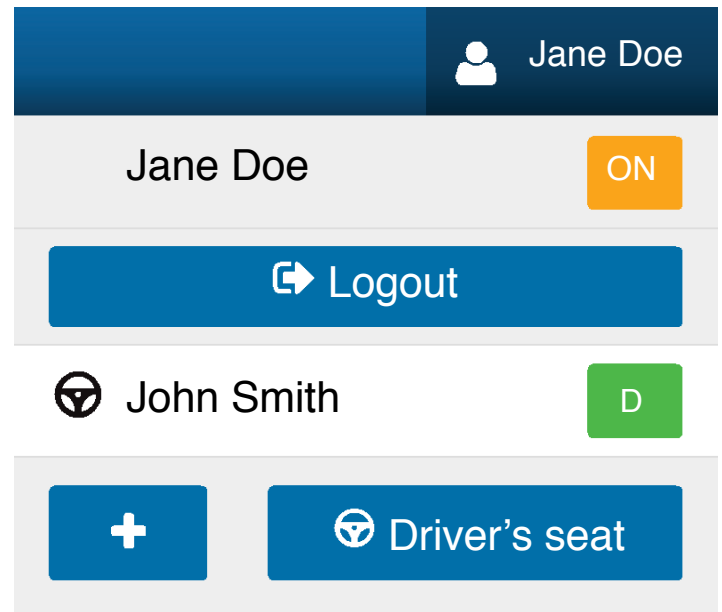 Jane Doe
Jane Doe ON
Logout
John Smith D
Driver’s seat